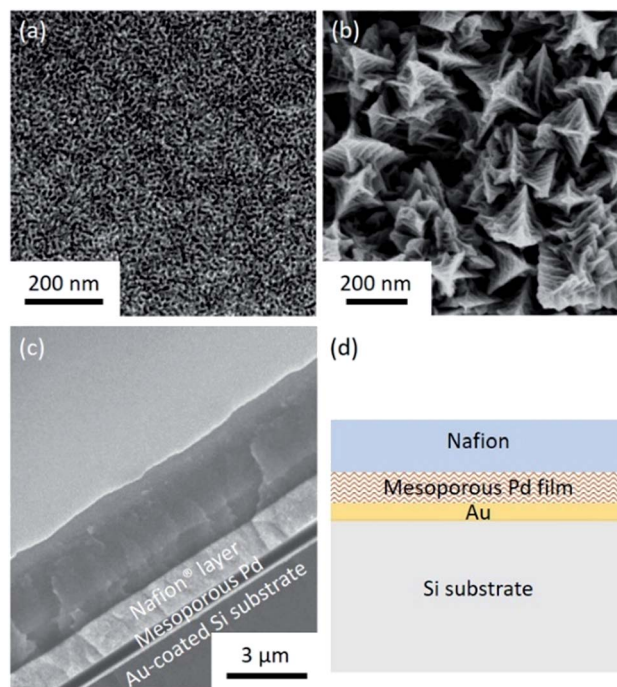 (a)
200 nm
(b)
200 nm
(c)
Nafion® layer
Mesoporous Pd
Au-coated Si substrate
3 μm
(d)
Nafion
Mesoporous Pd film
Au
Si substrate